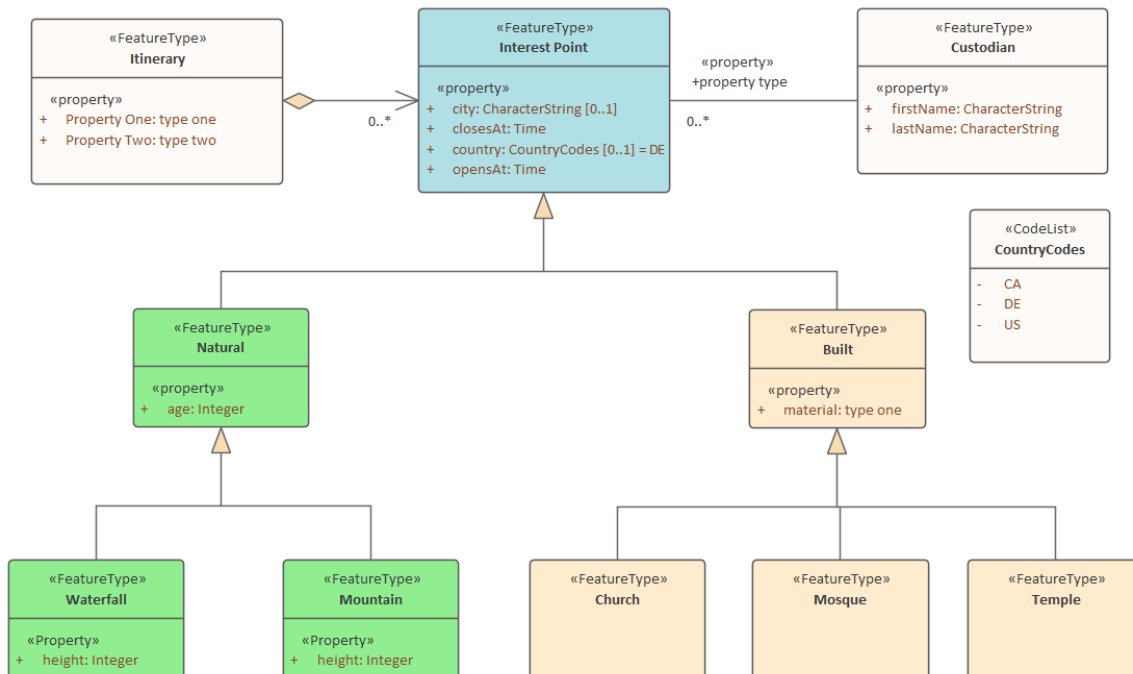 «FeatureType»
Itinerary
«property»
+ Property One: type one
+ Property Two: type two
0..*
«FeatureType»
Interest Point
«property»
+ city: CharacterString [0..1]
+ closesAt: Time
+ country: CountryCodes [0..1] = DE
+ opensAt: Time
«property»
+property type
0..*
«FeatureType»
Custodian
«property»
+ firstName: CharacterString
+ lastName: CharacterString
«CodeList»
CountryCodes
- CA
- DE
- US
«FeatureType»
Natural
«property»
+ age: Integer
«FeatureType»
Built
«property»
+ material: type one
«FeatureType»
Waterfall
«Property»
+ height: Integer
«FeatureType»
Mountain
«Property»
+ height: Integer
«FeatureType»
Church
«FeatureType»
Mosque
«FeatureType»
Temple